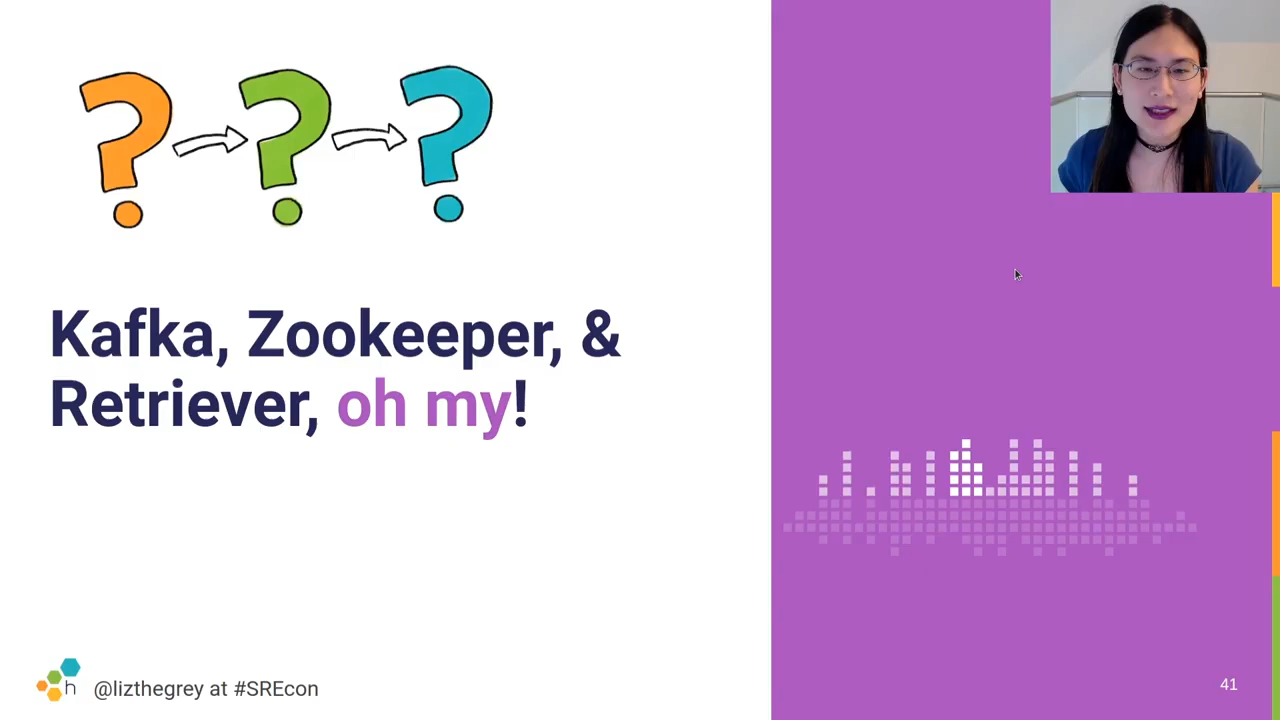 Kafka, Zookeeper, &
Retriever, oh my!
h
@lizthegrey at #SREcon
41